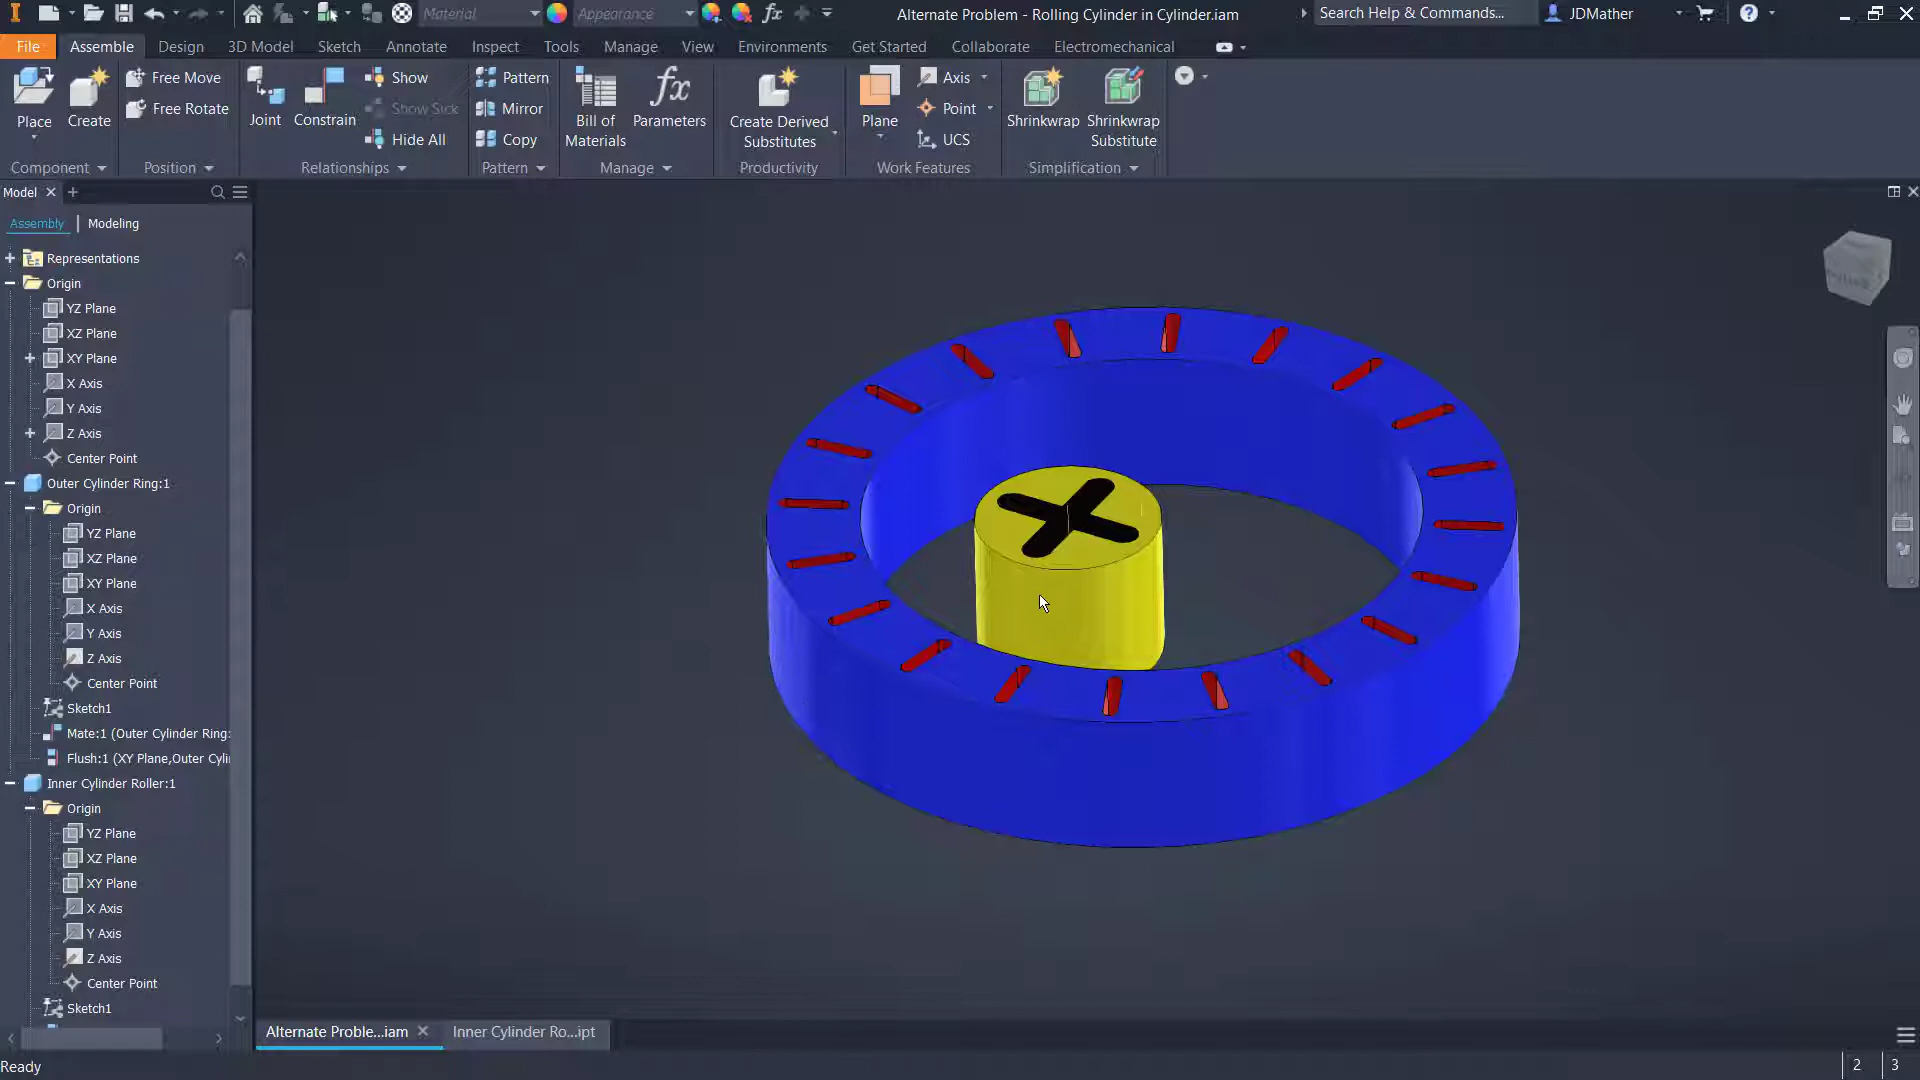 Material
Appearance
fx
Alternate Problem - Rolling Cylinder in Cylinder.iam
Search Help & Commands...
JDMather
File
Assemble
Design
3D Model
Sketch
Annotate
Inspect
Tools
Manage
View
Environments
Get Started
Collaborate
Electromechanical
Place
Create
Free Move
Free Rotate
Component
Position
Joint
Constrain
Show
Show Sick
Hide All
Relationships
Pattern
Mirror
Copy
Pattern
Bill of
Materials
fx
Parameters
Manage
Create Derived
Substitutes
Productivity
Plane
Axis
Point
UCS
Work Features
Shrinkwrap
Shrinkwrap
Substitute
Simplification
Model
Assembly
Modeling
Representations
Origin
YZ Plane
XZ Plane
XY Plane
X Axis
Y Axis
Z Axis
Center Point
Outer Cylinder Ring:1
Origin
YZ Plane
XZ Plane
XY Plane
X Axis
Y Axis
Z Axis
Center Point
Sketch1
Mate:1 (Outer Cylinder Ring:
Flush:1 (XY Plane,Outer Cyli
Inner Cylinder Roller:1
Origin
YZ Plane
XZ Plane
XY Plane
X Axis
Y Axis
Z Axis
Center Point
Sketch1
Alternate Proble...iam
Inner Cylinder Ro...ipt
Ready
2
3